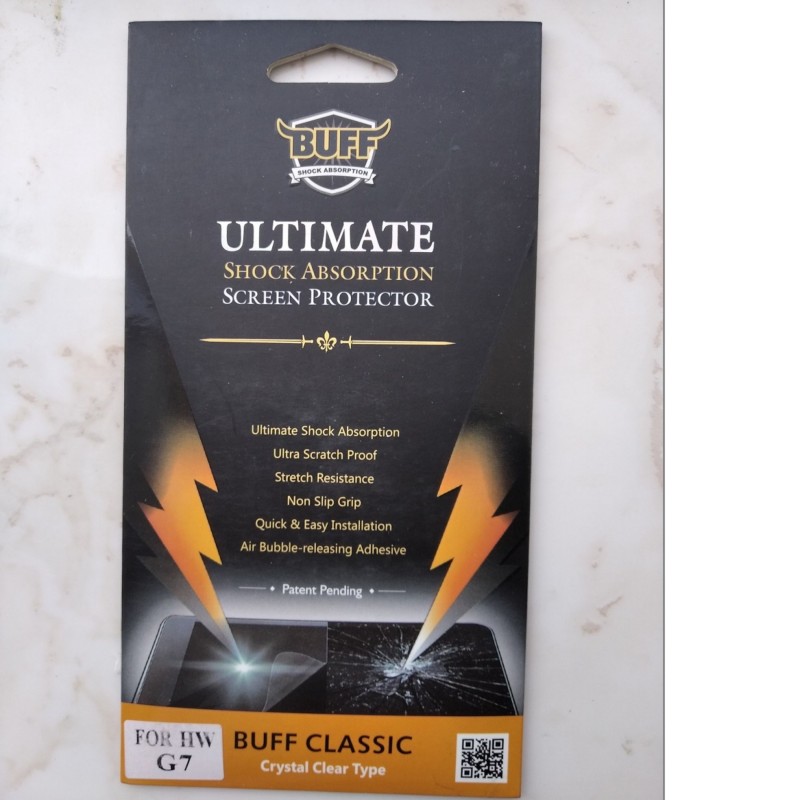 BUFF
SHOCK ABSORPTION
ULTIMATE
SHOCK ABSORPTION
SCREEN PROTECTOR
Ultimate Shock Absorption
Ultra Scratch Proof
Stretch Resistance
Non Slip Grip
Quick & Easy Installation
Air Bubble-releasing Adhesive
Patent Pending
FOR HW
G7
BUFF CLASSIC
Crystal Clear Type